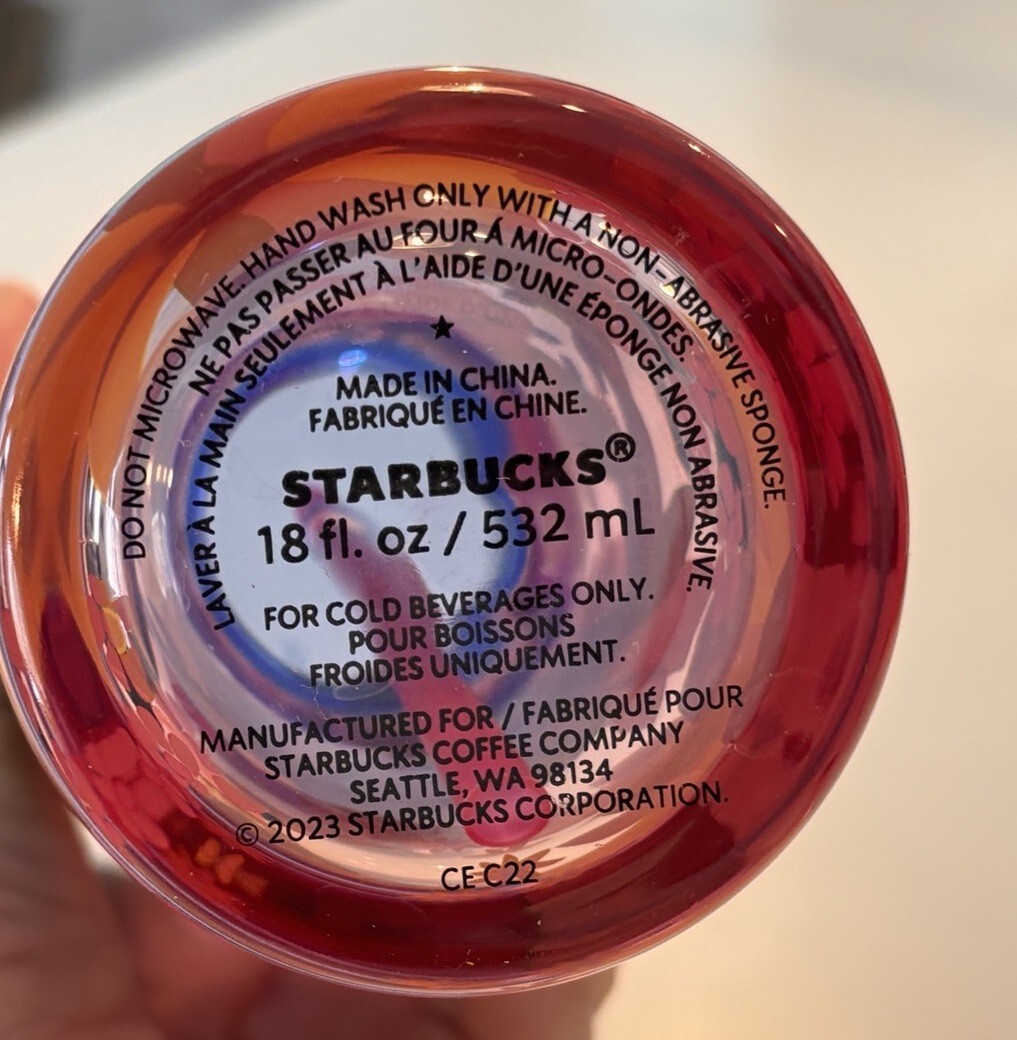 DO NOT MICROWAVE. HAND WASH ONLY WITH A NON-ABRASIVE SPONGE.
NE PAS PASSER AU FOUR Á MICRO-ONDES.
LAVER À LA MAIN SEULEMENT À L'AIDE D'UNE ÉPONGE NON ABRASIVE.
★
MADE IN CHINA.
FABRIQUÉ EN CHINE.
STARBUCKS®
18 fl. oz / 532 mL
FOR COLD BEVERAGES ONLY.
POUR BOISSONS
FROIDES UNIQUEMENT.
MANUFACTURED FOR / FABRIQUÉ POUR
STARBUCKS COFFEE COMPANY
SEATTLE, WA 98134
© 2023 STARBUCKS CORPORATION.
CE C22